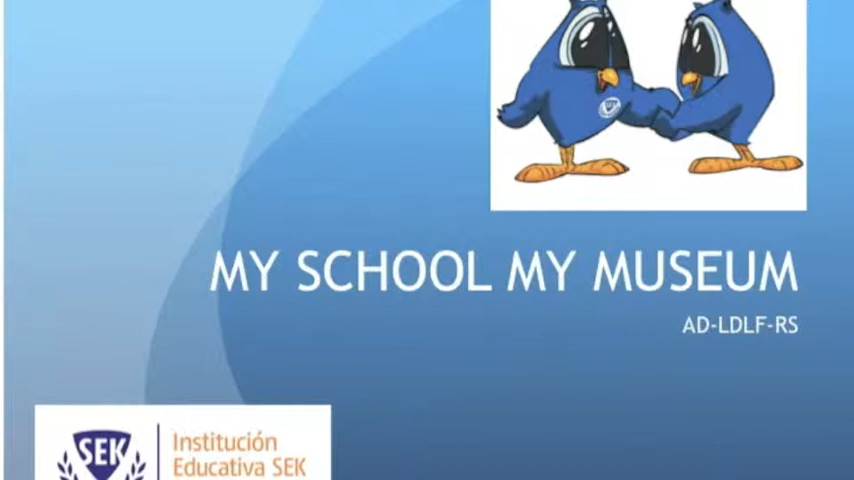 MY SCHOOL MY MUSEUM
AD-LDLF-RS
SEK
Institución
Educativa SEK